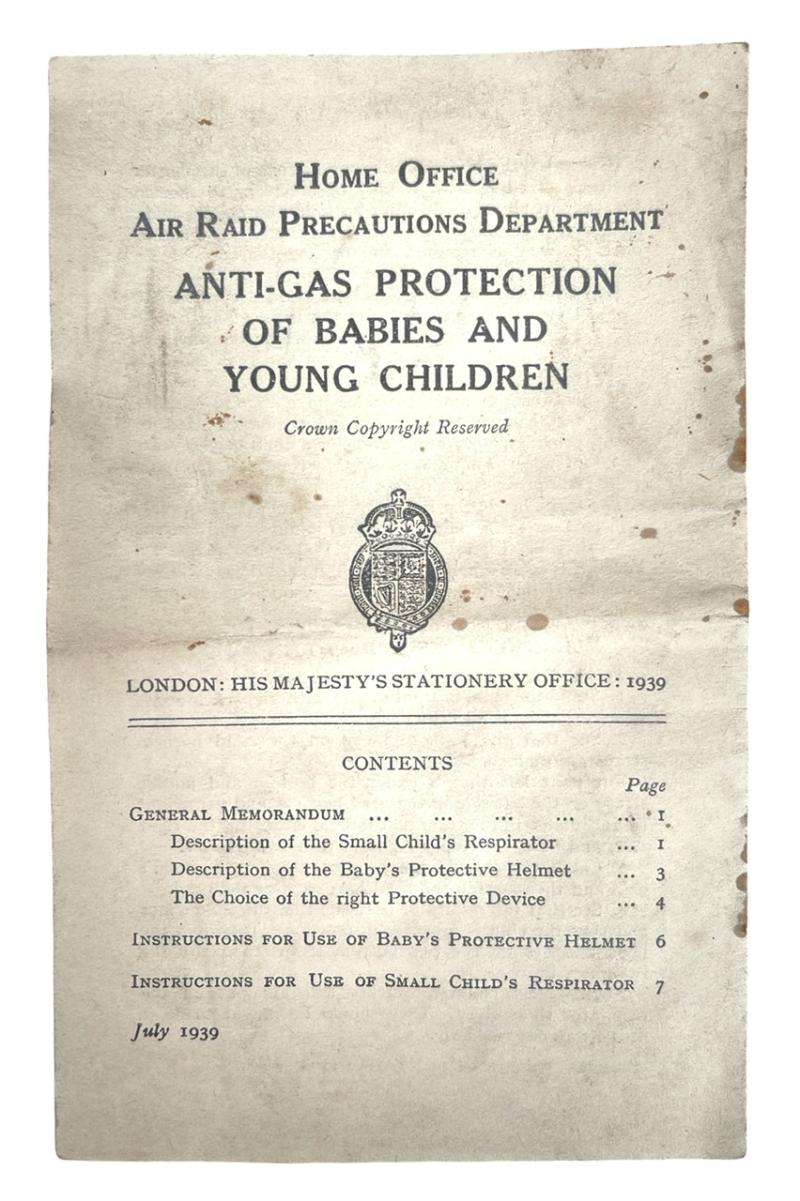 HOME OFFICE
AIR RAID PRECAUTIONS DEPARTMENT
ANTI-GAS PROTECTION
OF BABIES AND
YOUNG CHILDREN
Crown Copyright Reserved
LONDON: HIS MAJESTY'S STATIONERY OFFICE: 1939
CONTENTS
Page
GENERAL MEMORANDUM ... ... ... ... ... 1
Description of the Small Child's Respirator ... 1
Description of the Baby's Protective Helmet ... 3
The Choice of the right Protective Device ... 4
INSTRUCTIONS FOR USE OF BABY'S PROTECTIVE HELMET 6
INSTRUCTIONS FOR USE OF SMALL CHILD'S RESPIRATOR 7
July 1939